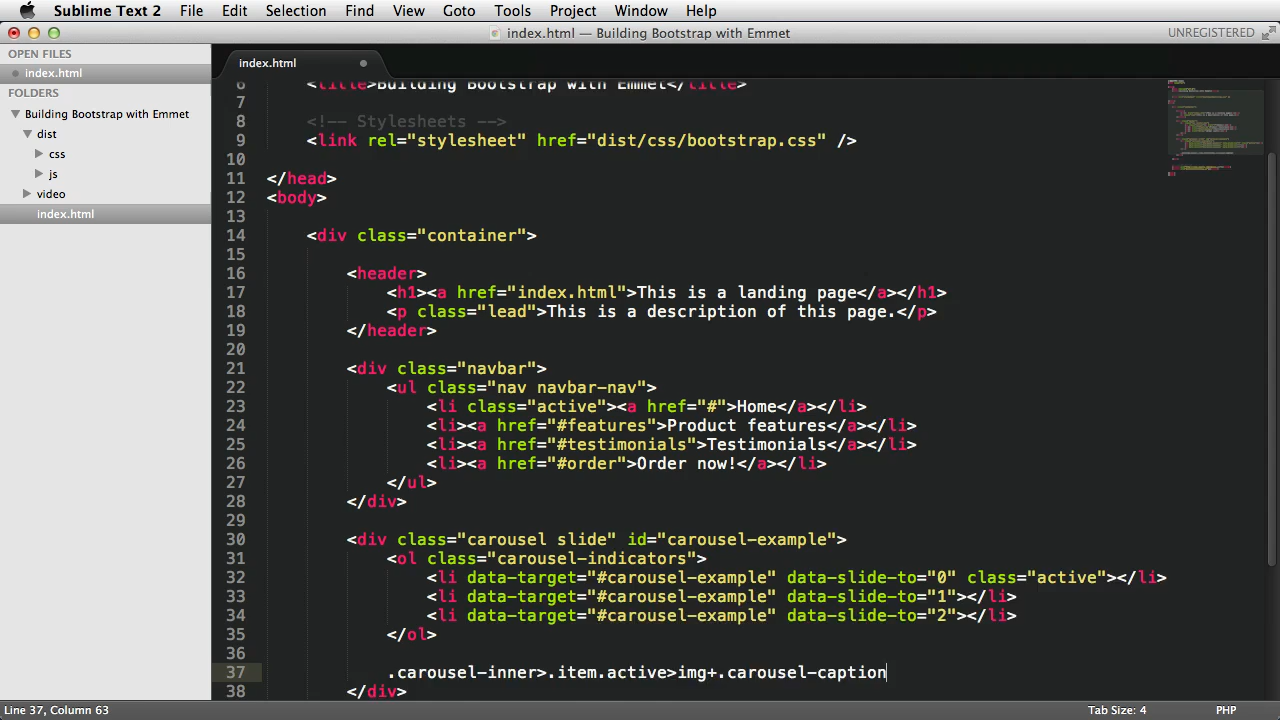 Sublime Text 2 File Edit Selection Find View Goto Tools Project Window Help
index.html — Building Bootstrap with Emmet UNREGISTERED
OPEN FILES
index.html
FOLDERS
Building Bootstrap with Emmet
dist
css
js
video
index.html
index.html
6 <title>Building Bootstrap with Emmet</title>
7
8 <!-- Stylesheets -->
9 <link rel="stylesheet" href="dist/css/bootstrap.css" />
10
11 </head>
12 <body>
13
14 <div class="container">
15
16 <header>
17 <h1><a href="index.html">This is a landing page</a></h1>
18 <p class="lead">This is a description of this page.</p>
19 </header>
20
21 <div class="navbar">
22 <ul class="nav navbar-nav">
23 <li class="active"><a href="#">Home</a></li>
24 <li><a href="#features">Product features</a></li>
25 <li><a href="#testimonials">Testimonials</a></li>
26 <li><a href="#order">Order now!</a></li>
27 </ul>
28 </div>
29
30 <div class="carousel slide" id="carousel-example">
31 <ol class="carousel-indicators">
32 <li data-target="#carousel-example" data-slide-to="0" class="active"></li>
33 <li data-target="#carousel-example" data-slide-to="1"></li>
34 <li data-target="#carousel-example" data-slide-to="2"></li>
35 </ol>
36
37 .carousel-inner>.item.active>img+.carousel-caption
38 </div>
Line 37, Column 63 Tab Size: 4 PHP